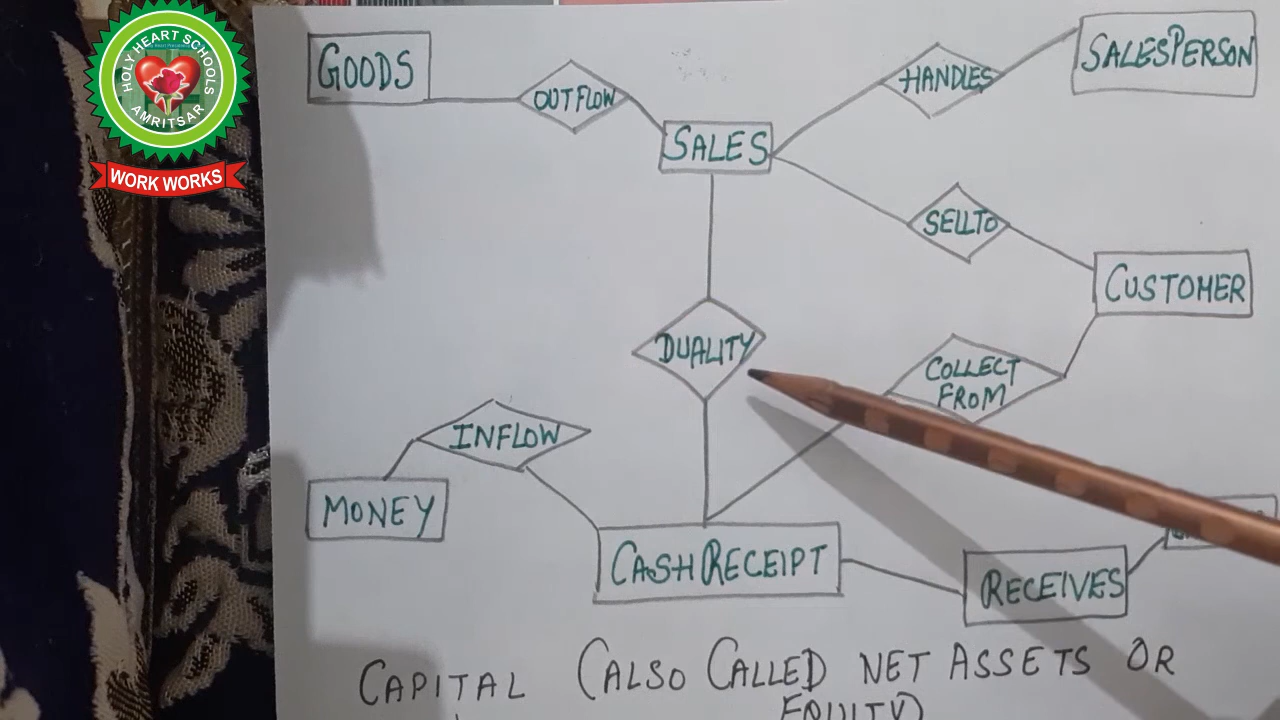 HOLY HEART SCHOOLS
AMRITSAR
WORK WORKS
GOODS
OUTFLOW
SALES
HANDLES
SALESPERSON
SELLTO
CUSTOMER
DUALITY
COLLECT
FROM
INFLOW
MONEY
CASH RECEIPT
RECEIVES
CAPITAL (ALSO CALLED NET ASSETS OR
EQUITY)